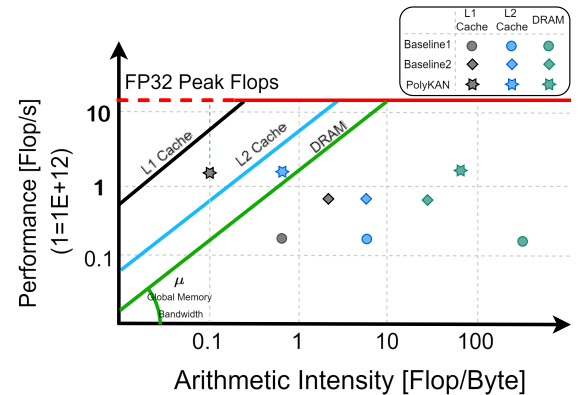 L1 Cache
L2 Cache
DRAM
Baseline1
Baseline2
PolyKAN
FP32 Peak Flops
L1 Cache
L2 Cache
DRAM
10
1
0.1
Performance [Flop/s]
(1=1E+12)
μ
Global Memory
Bandwidth
0.1
1
10
100
Arithmetic Intensity [Flop/Byte]